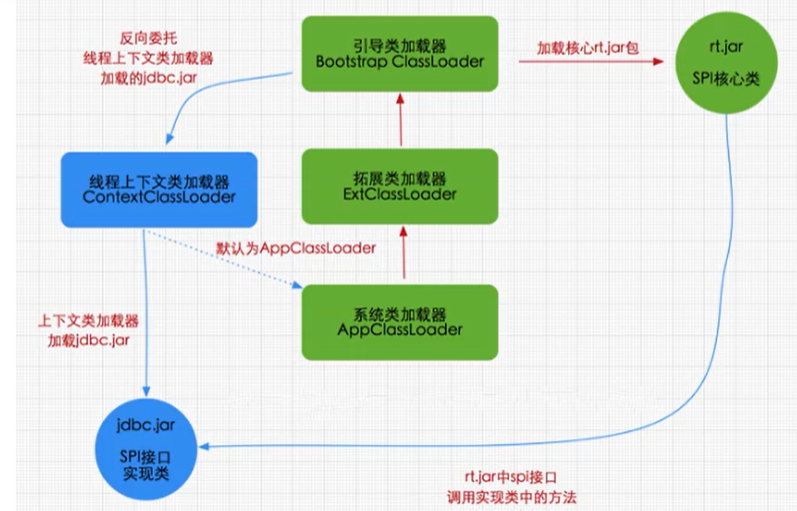 反向委托
线程上下文类加载器
加载的jdbc.jar
引导类加载器
Bootstrap ClassLoader
加载核心rt.jar包
rt.jar
SPI核心类
线程上下文类加载器
ContextClassLoader
拓展类加载器
ExtClassLoader
默认为AppClassLoader
系统类加载器
AppClassLoader
上下文类加载器
加载jdbc.jar
jdbc.jar
SPI接口
实现类
rt.jar中spi接口
调用实现类中的方法